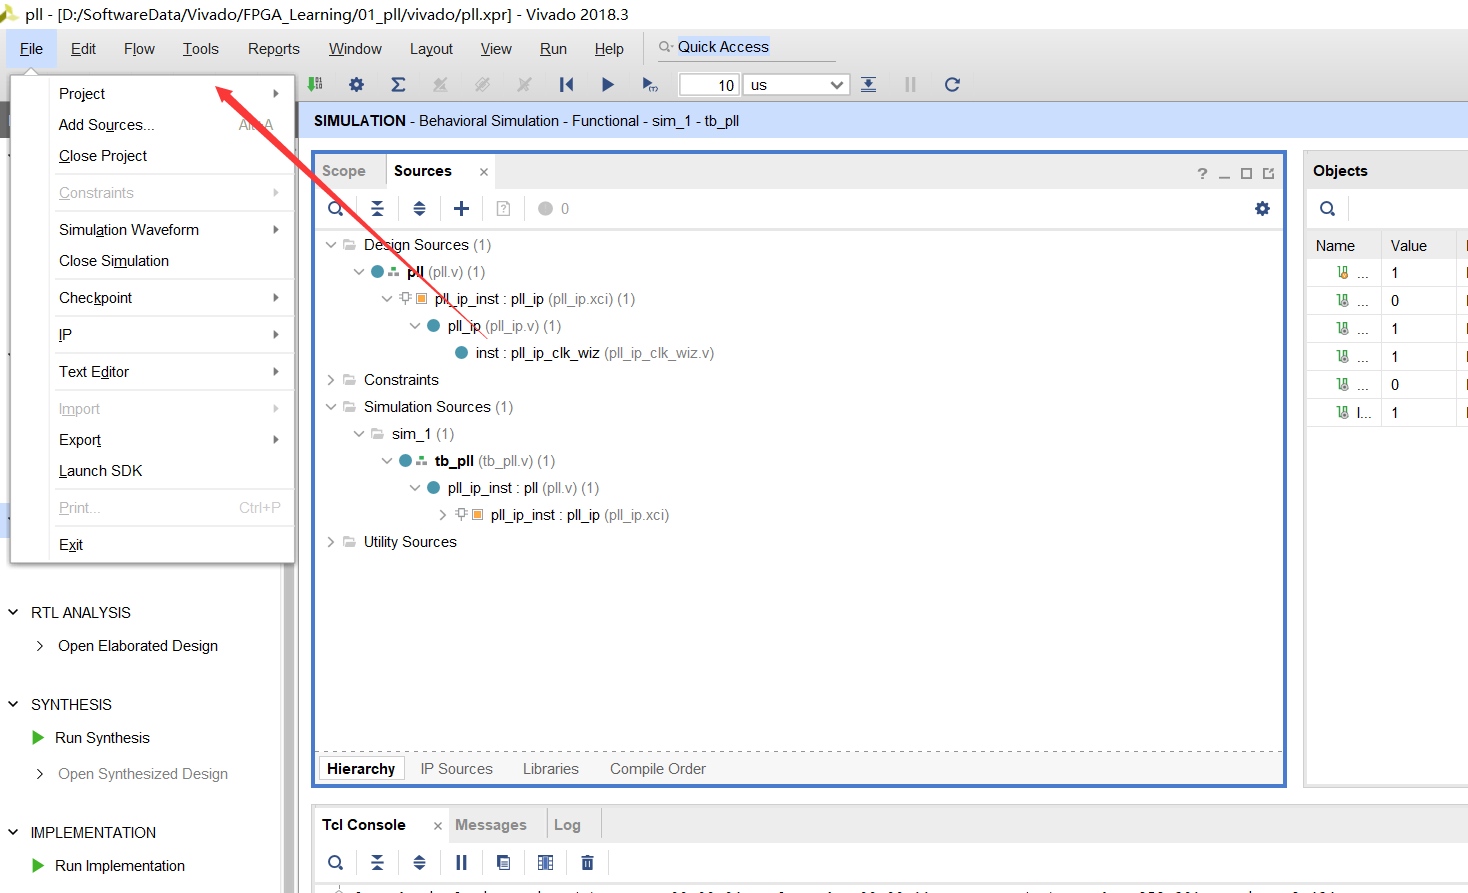 pll - [D:/SoftwareData/Vivado/FPGA_Learning/01_pll/vivado/pll.xpr] - Vivado 2018.3
File Edit Flow Tools Reports Window Layout View Run Help Quick Access
10 us
Project
Add Sources... Alt+A
Close Project
Constraints
Simulation Waveform
Close Simulation
Checkpoint
IP
Text Editor
Import
Export
Launch SDK
Print... Ctrl+P
Exit
RTL ANALYSIS
Open Elaborated Design
SYNTHESIS
Run Synthesis
Open Synthesized Design
IMPLEMENTATION
Run Implementation
SIMULATION - Behavioral Simulation - Functional - sim_1 - tb_pll
Scope Sources
? 
0
Design Sources (1)
pll (pll.v) (1)
pll_ip_inst : pll_ip (pll_ip.xci) (1)
pll_ip (pll_ip.v) (1)
inst : pll_ip_clk_wiz (pll_ip_clk_wiz.v)
Constraints
Simulation Sources (1)
sim_1 (1)
tb_pll (tb_pll.v) (1)
pll_ip_inst : pll (pll.v) (1)
pll_ip_inst : pll_ip (pll_ip.xci)
Utility Sources
Hierarchy IP Sources Libraries Compile Order
Objects
Name Value
... 1
... 0
... 1
... 1
... 0
l... 1
Tcl Console Messages Log